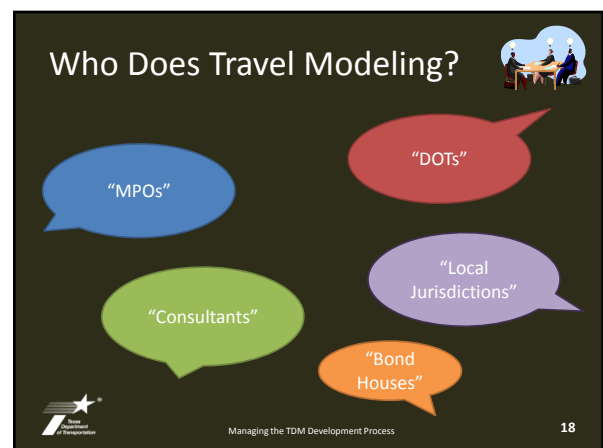 Who Does Travel Modeling?
“DOTs”
“MPOs”
“Local
Jurisdictions”
“Consultants”
“Bond
Houses”
Texas
Department
of Transportation
Managing the TDM Development Process
18